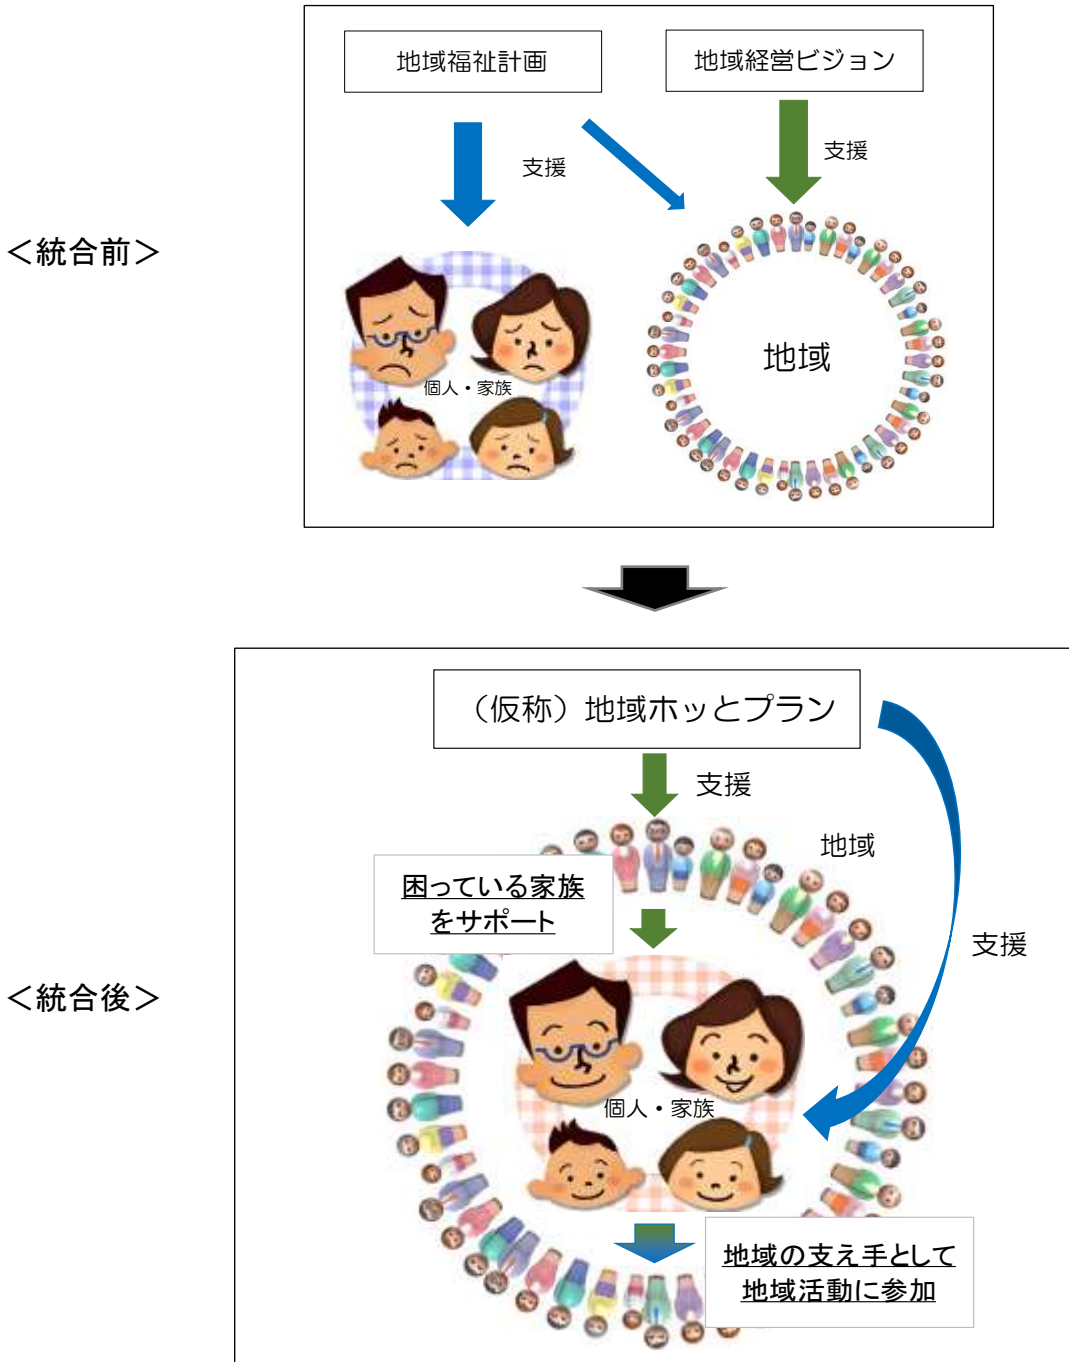 地域福祉計画
地域経営ビジョン
支援
支援
＜統合前＞
個人・家族
地域
（仮称）地域ホッとプラン
支援
地域
困っている家族
をサポート
支援
＜統合後＞
個人・家族
地域の支え手として
地域活動に参加